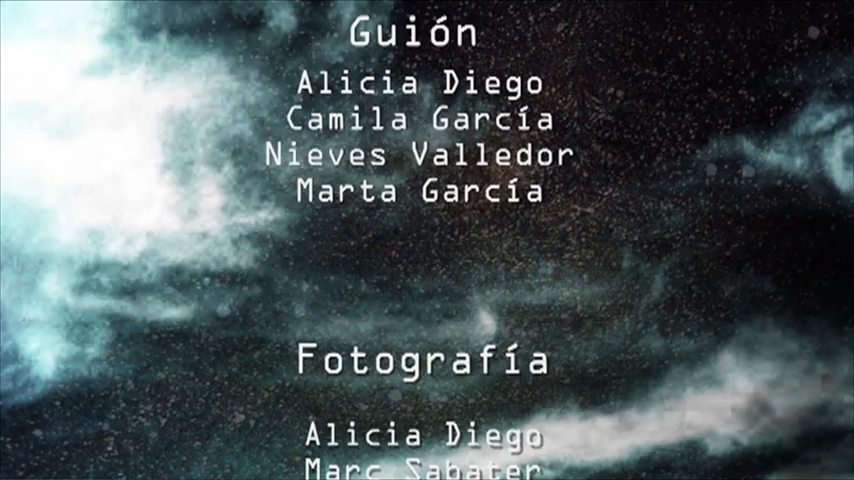 Guión
Alicia Diego
Camila García
Nieves Valledor
Marta García
Fotografía
Alicia Diego
Marc Sabater